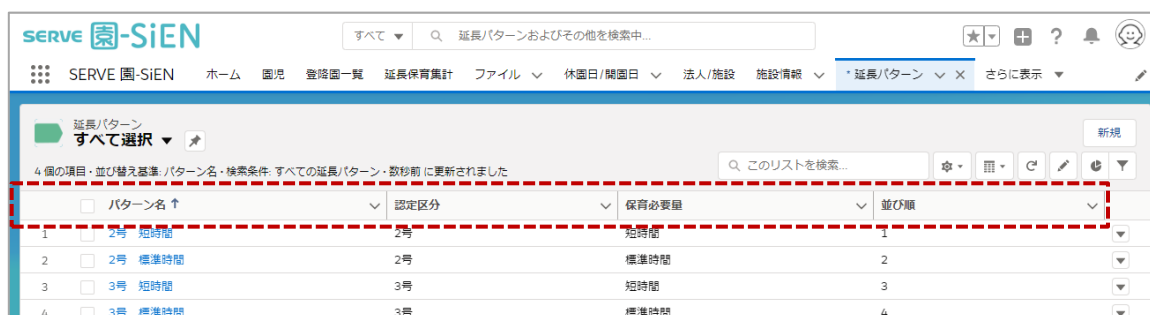 SERVE 園-SiEN すべて 延長パターンおよびその他を検索中...
SERVE 園-SiEN ホーム 園児 登降園一覧 延長保育集計 ファイル 休園日/開園日 法人/施設 施設情報 * 延長パターン さらに表示
延長パターン
すべて選択 新規
4 個の項目・並び替え基準: パターン名・検索条件: すべての延長パターン・数秒前 に更新されました このリストを検索...
パターン名 ↑ 認定区分 保育必要量 並び順
1 2号 短時間 2号 短時間 1
2 2号 標準時間 2号 標準時間 2
3 3号 短時間 3号 短時間 3
4 3号 標準時間 3号 標準時間 4